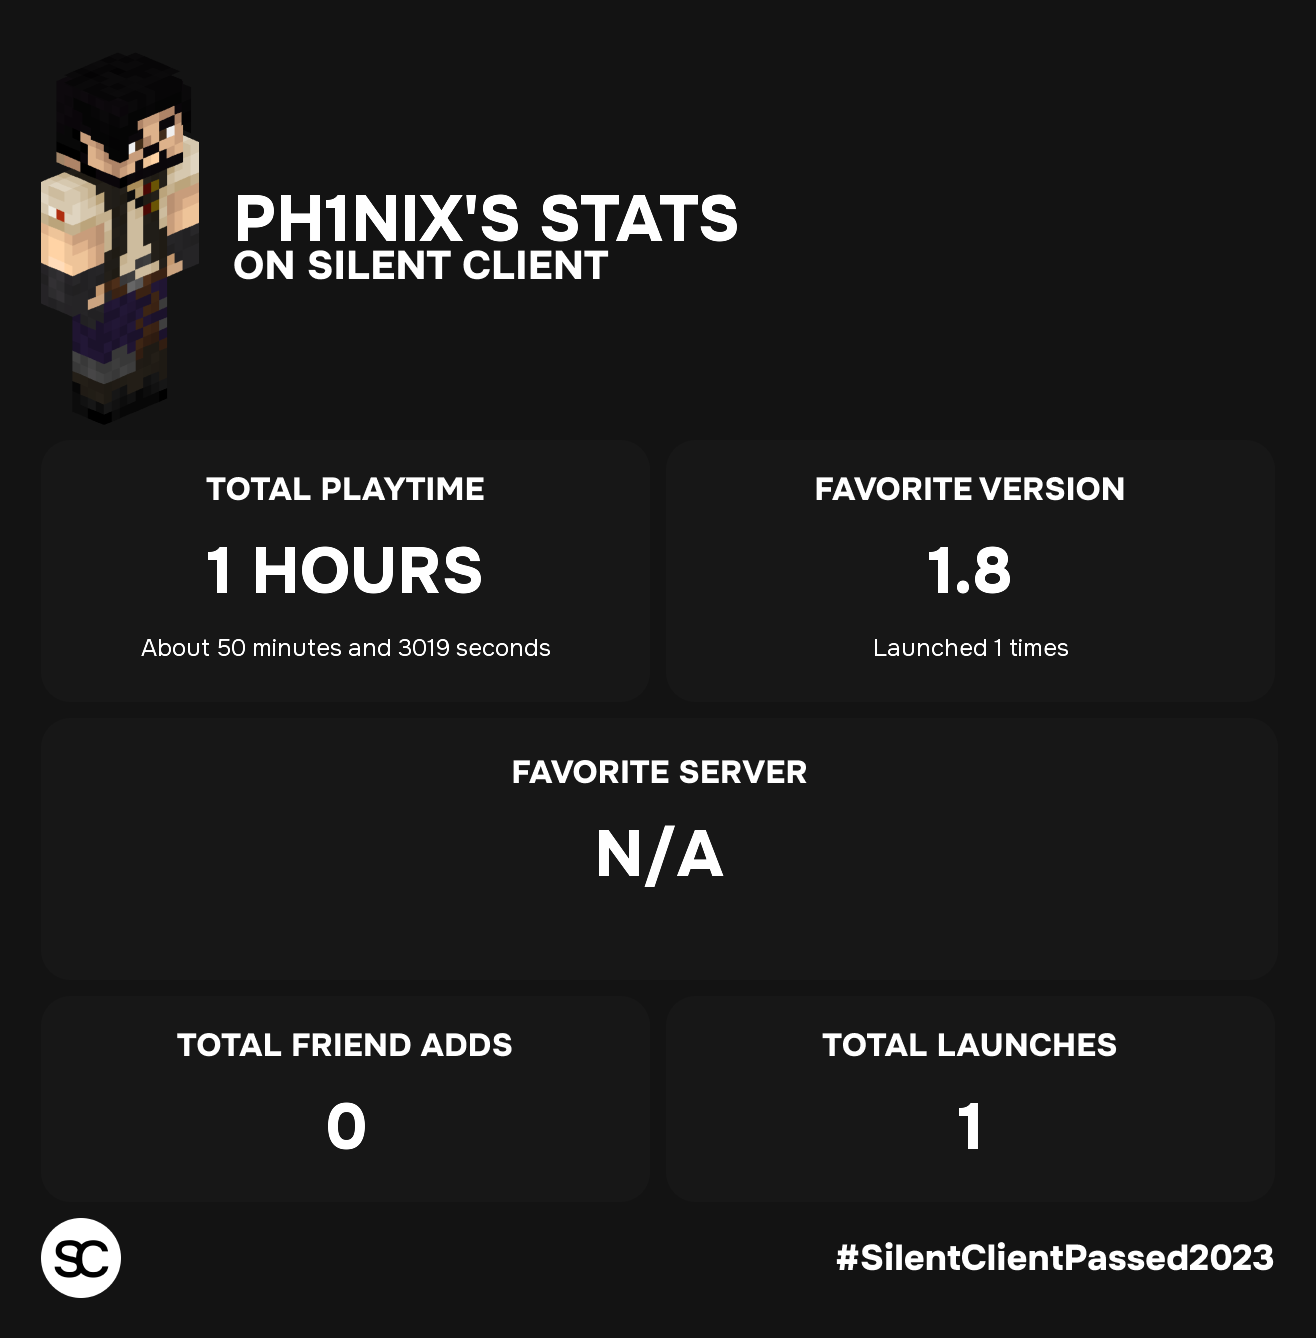 PH1NIX'S STATS
ON SILENT CLIENT
TOTAL PLAYTIME
1 HOURS
About 50 minutes and 3019 seconds
FAVORITE VERSION
1.8
Launched 1 times
FAVORITE SERVER
N/A
TOTAL FRIEND ADDS
0
TOTAL LAUNCHES
1
SC
#SilentClientPassed2023